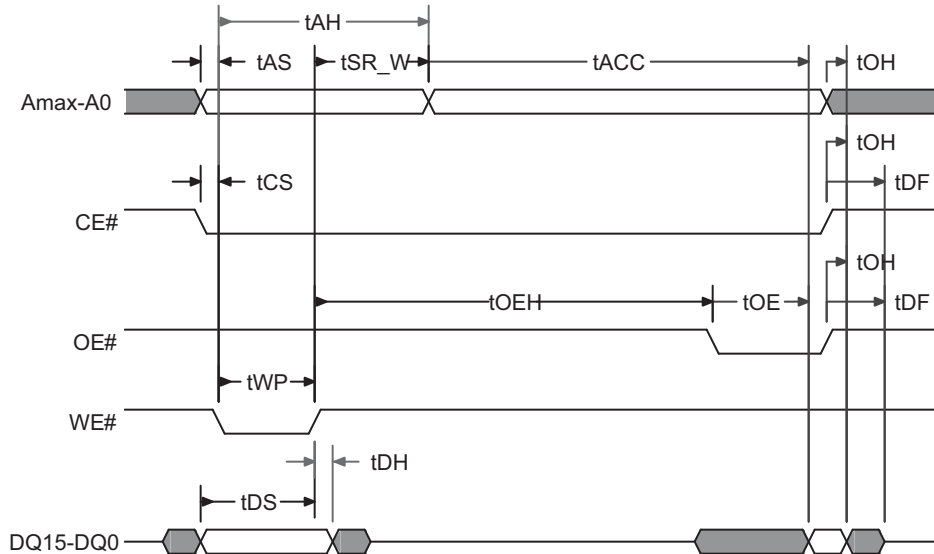 tAH
tAS tSR_W tACC tOH
Amax-A0
tOH
tCS tDF
CE#
tOH
tOEH tOE tDF
OE#
tWP
WE#
tDH
tDS
DQ15-DQ0